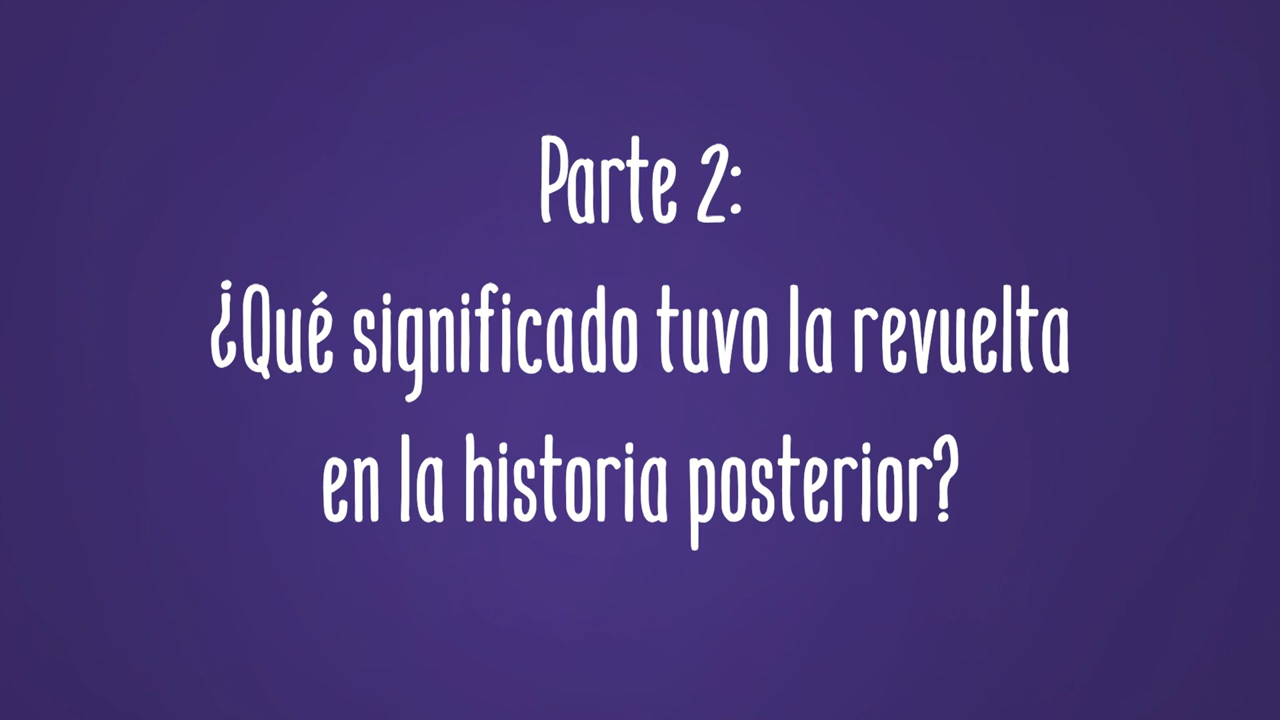 Parte 2:
¿Qué significado tuvo la revuelta
en la historia posterior?